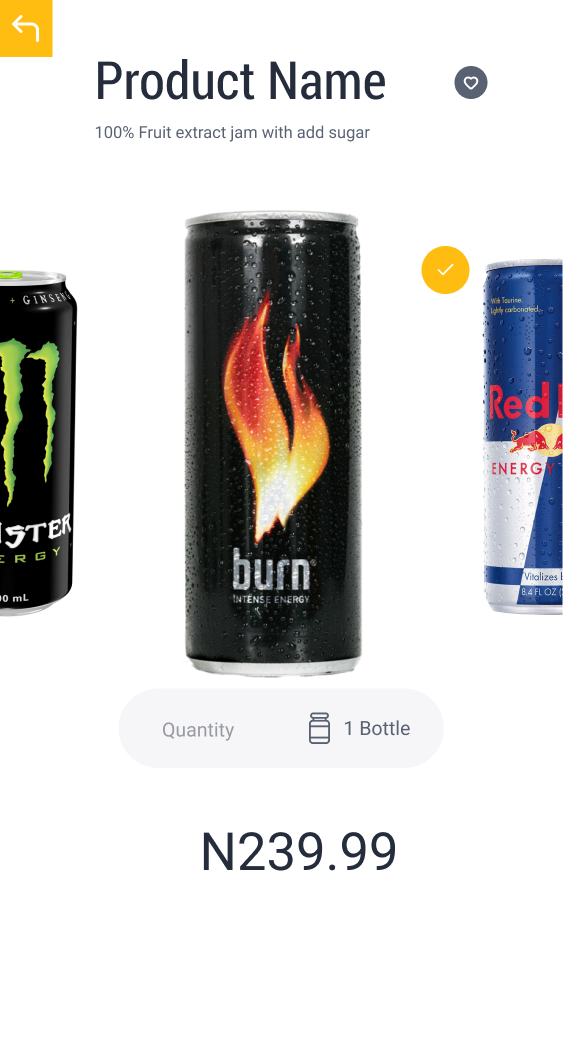 Product Name
100% Fruit extract jam with add sugar
+ GINSENG
STER
ERGY
00 mL
burn
INTENSE ENERGY
With Taurine.
Lightly carbonated.
Red
ENERGY
Vitalizes
8.4 FL OZ
Quantity
1 Bottle
N239.99